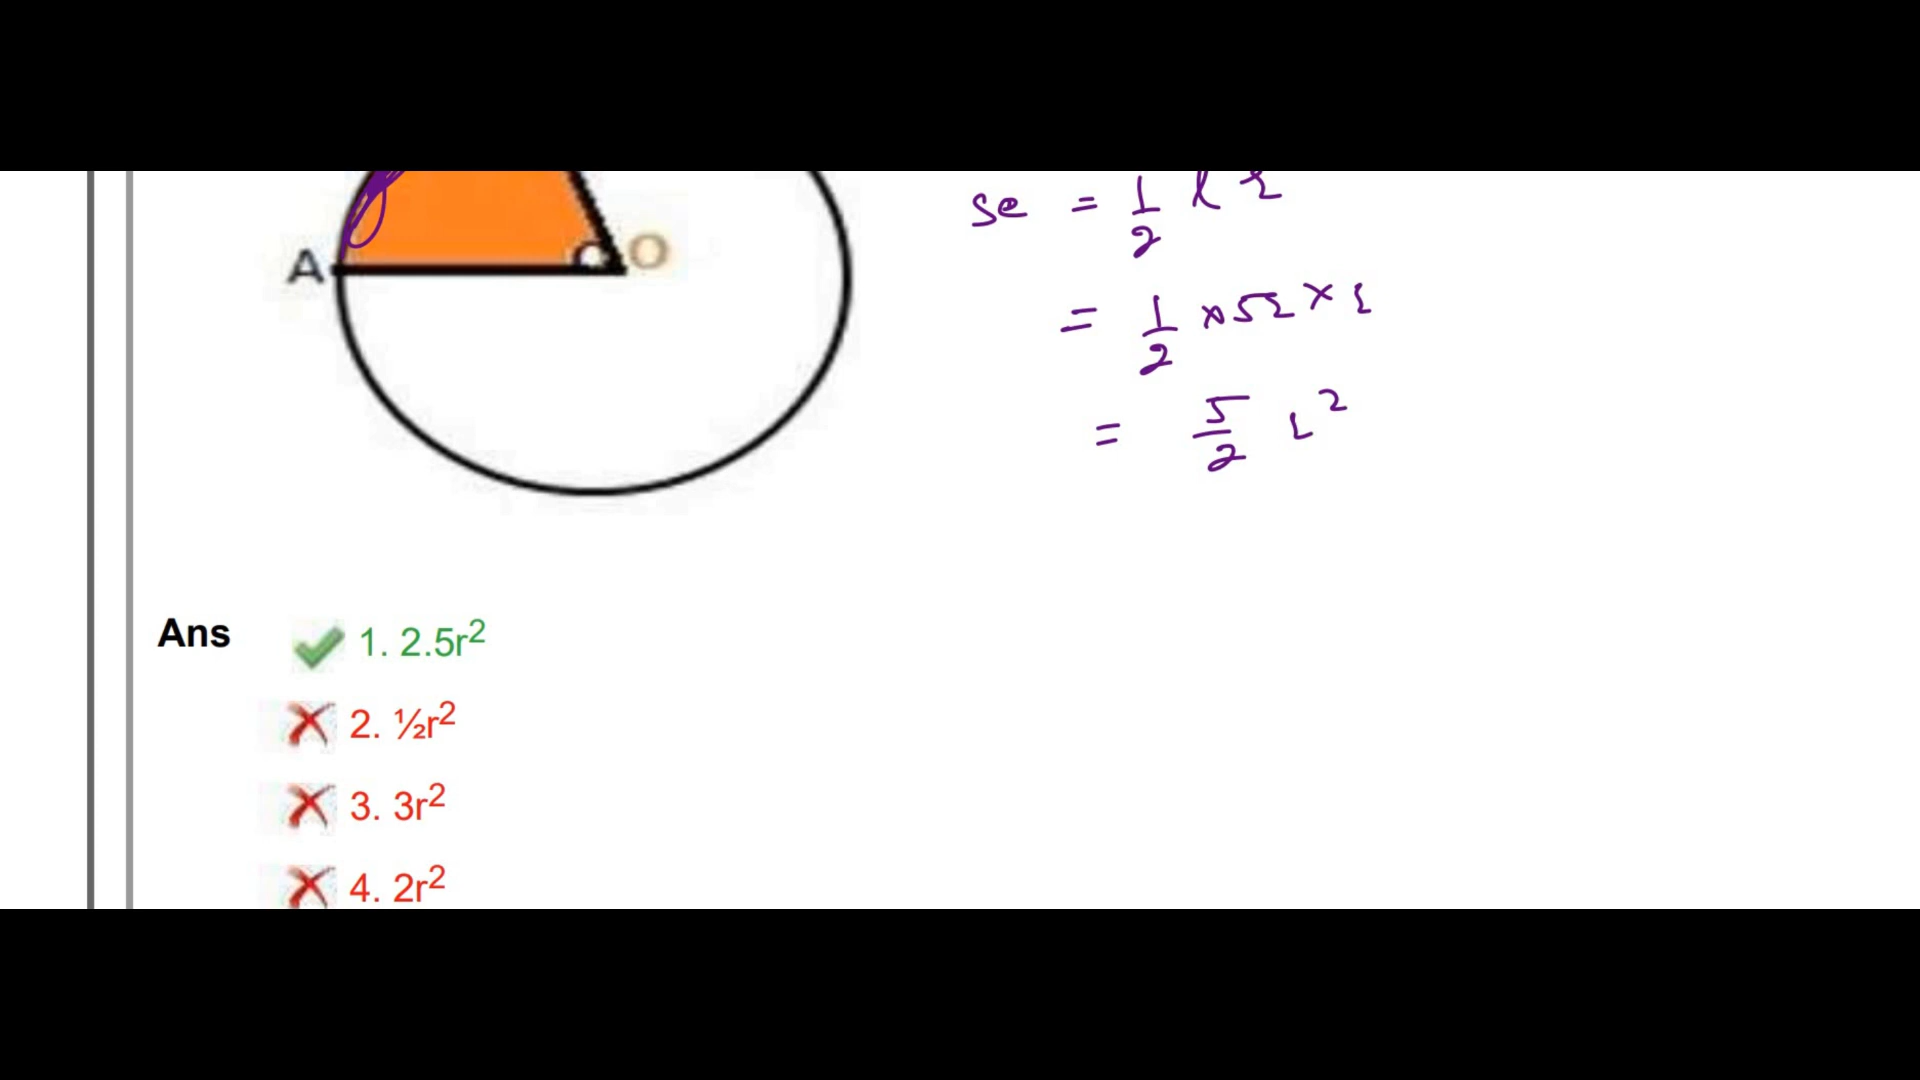 Se = 1/2 l r
= 1/2 × 5r × r
= 5/2 r²
A
O
Ans
1. 2.5r²
2. ½r²
3. 3r²
4. 2r²